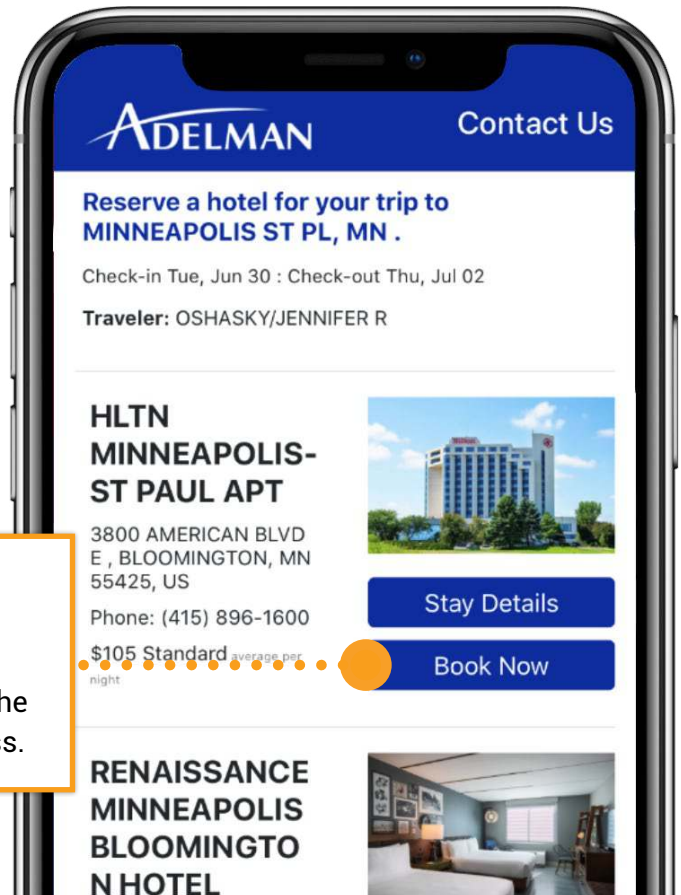 ADELMAN
Contact Us
Reserve a hotel for your trip to
MINNEAPOLIS ST PL, MN .
Check-in Tue, Jun 30 : Check-out Thu, Jul 02
Traveler: OSHASKY/JENNIFER R
HLTN
MINNEAPOLIS-
ST PAUL APT
3800 AMERICAN BLVD
E , BLOOMINGTON, MN
55425, US
Phone: (415) 896-1600
$105 Standard average per
night
Hilton
Stay Details
Book Now
RENAISSANCE
MINNEAPOLIS
BLOOMINGTO
N HOTEL